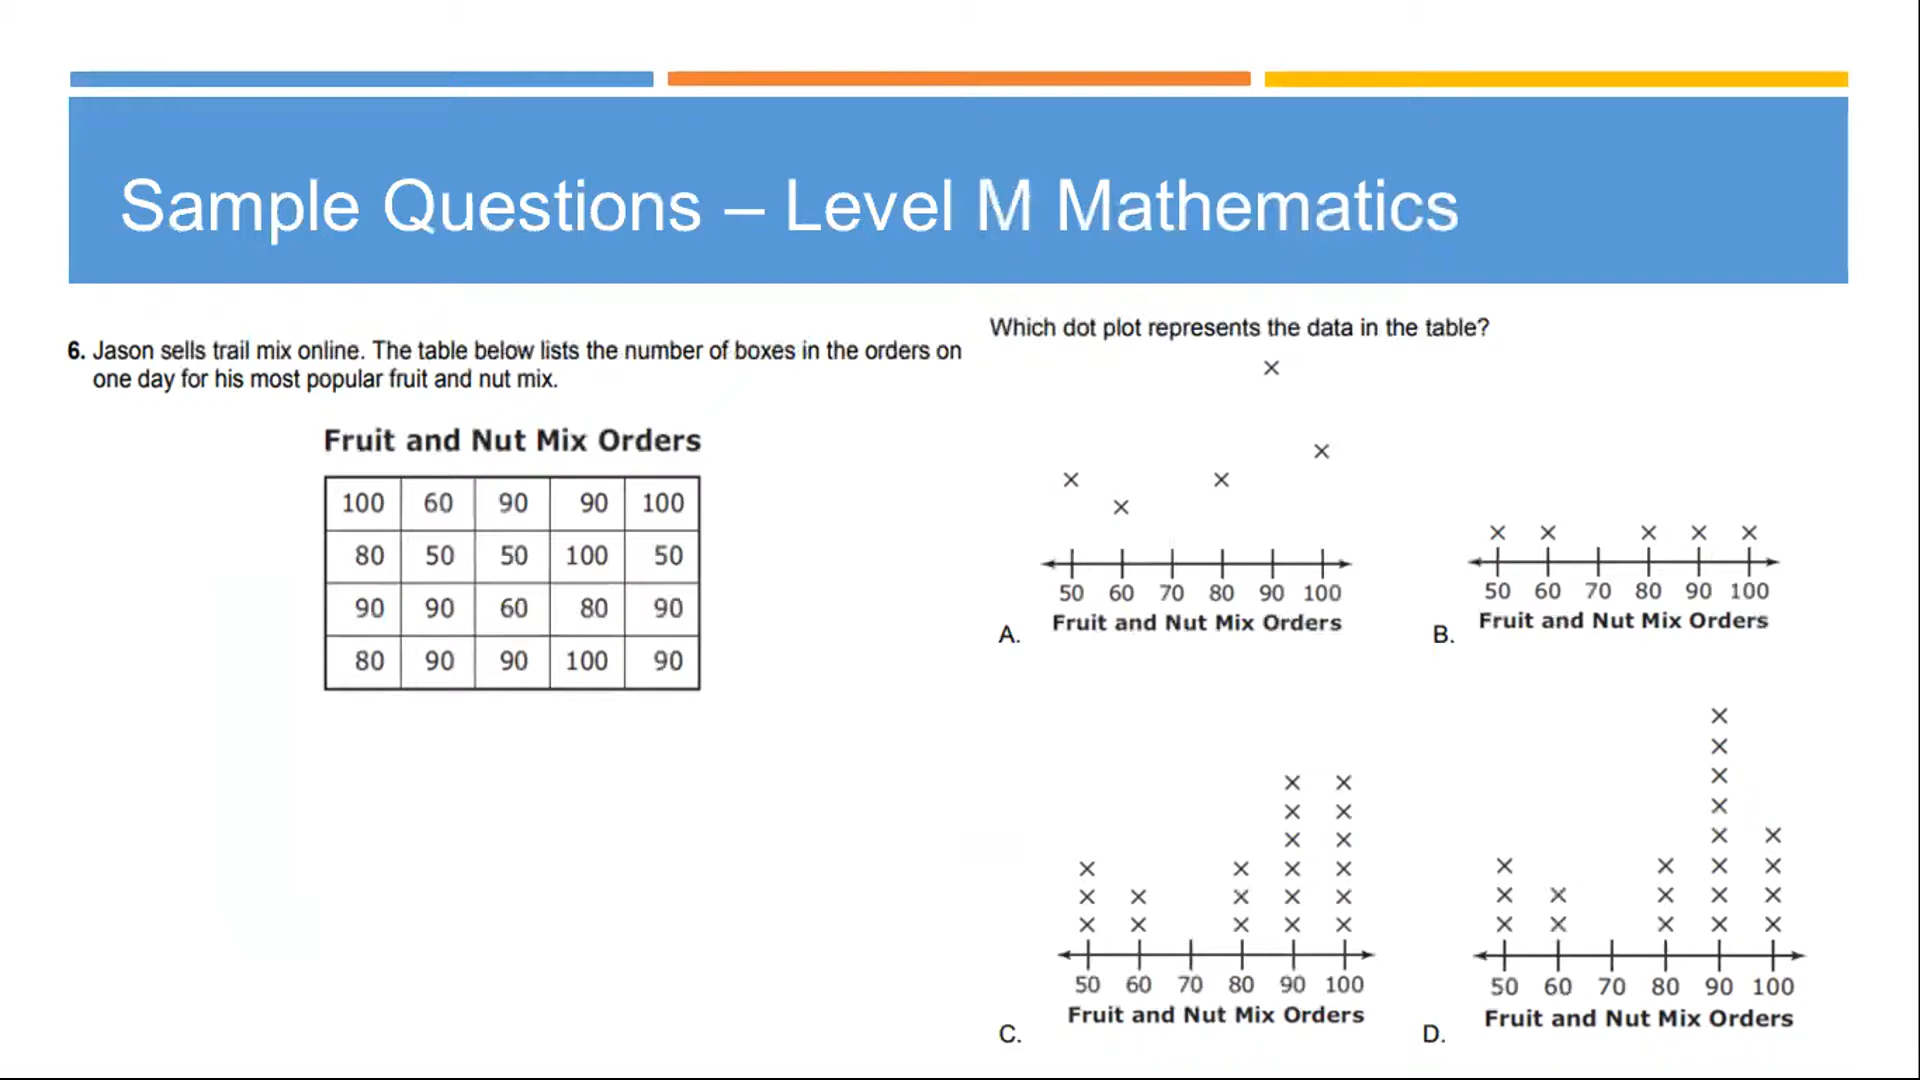 Sample Questions – Level M Mathematics
6. Jason sells trail mix online. The table below lists the number of boxes in the orders on
one day for his most popular fruit and nut mix.
Fruit and Nut Mix Orders
100 60 90 90 100
80 50 50 100 50
90 90 60 80 90
80 90 90 100 90
Which dot plot represents the data in the table?
50 60 70 80 90 100
Fruit and Nut Mix Orders
A.
50 60 70 80 90 100
Fruit and Nut Mix Orders
B.
50 60 70 80 90 100
Fruit and Nut Mix Orders
C.
50 60 70 80 90 100
Fruit and Nut Mix Orders
D.